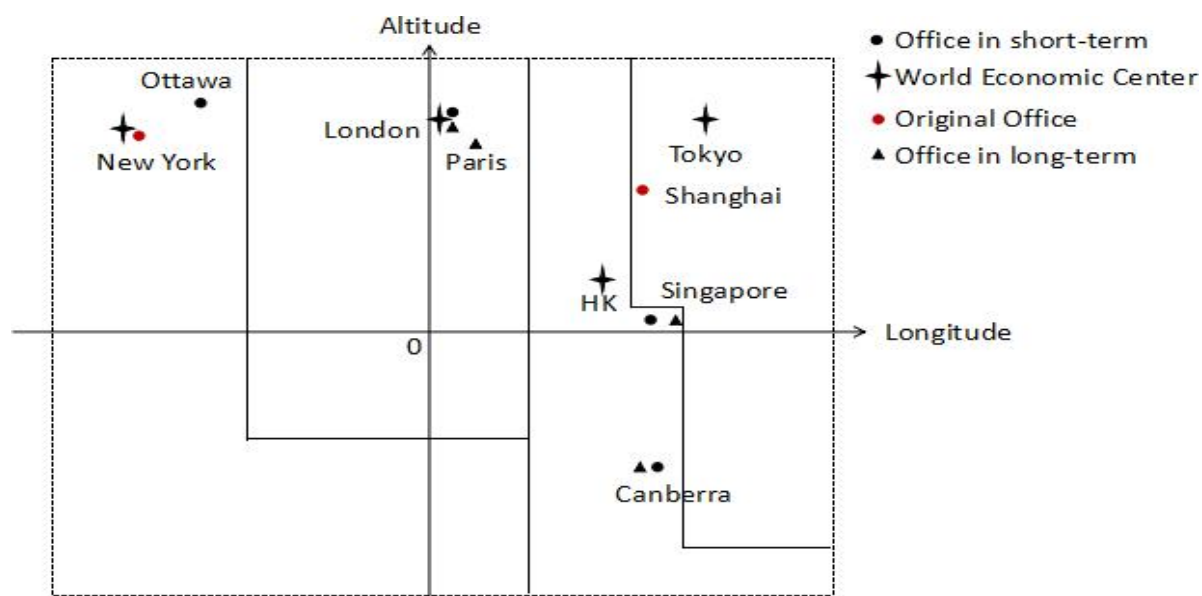 Altitude
Office in short-term
World Economic Center
Original Office
Office in long-term
Ottawa
London
New York
Paris
Tokyo
Shanghai
HK
Singapore
0
Longitude
Canberra